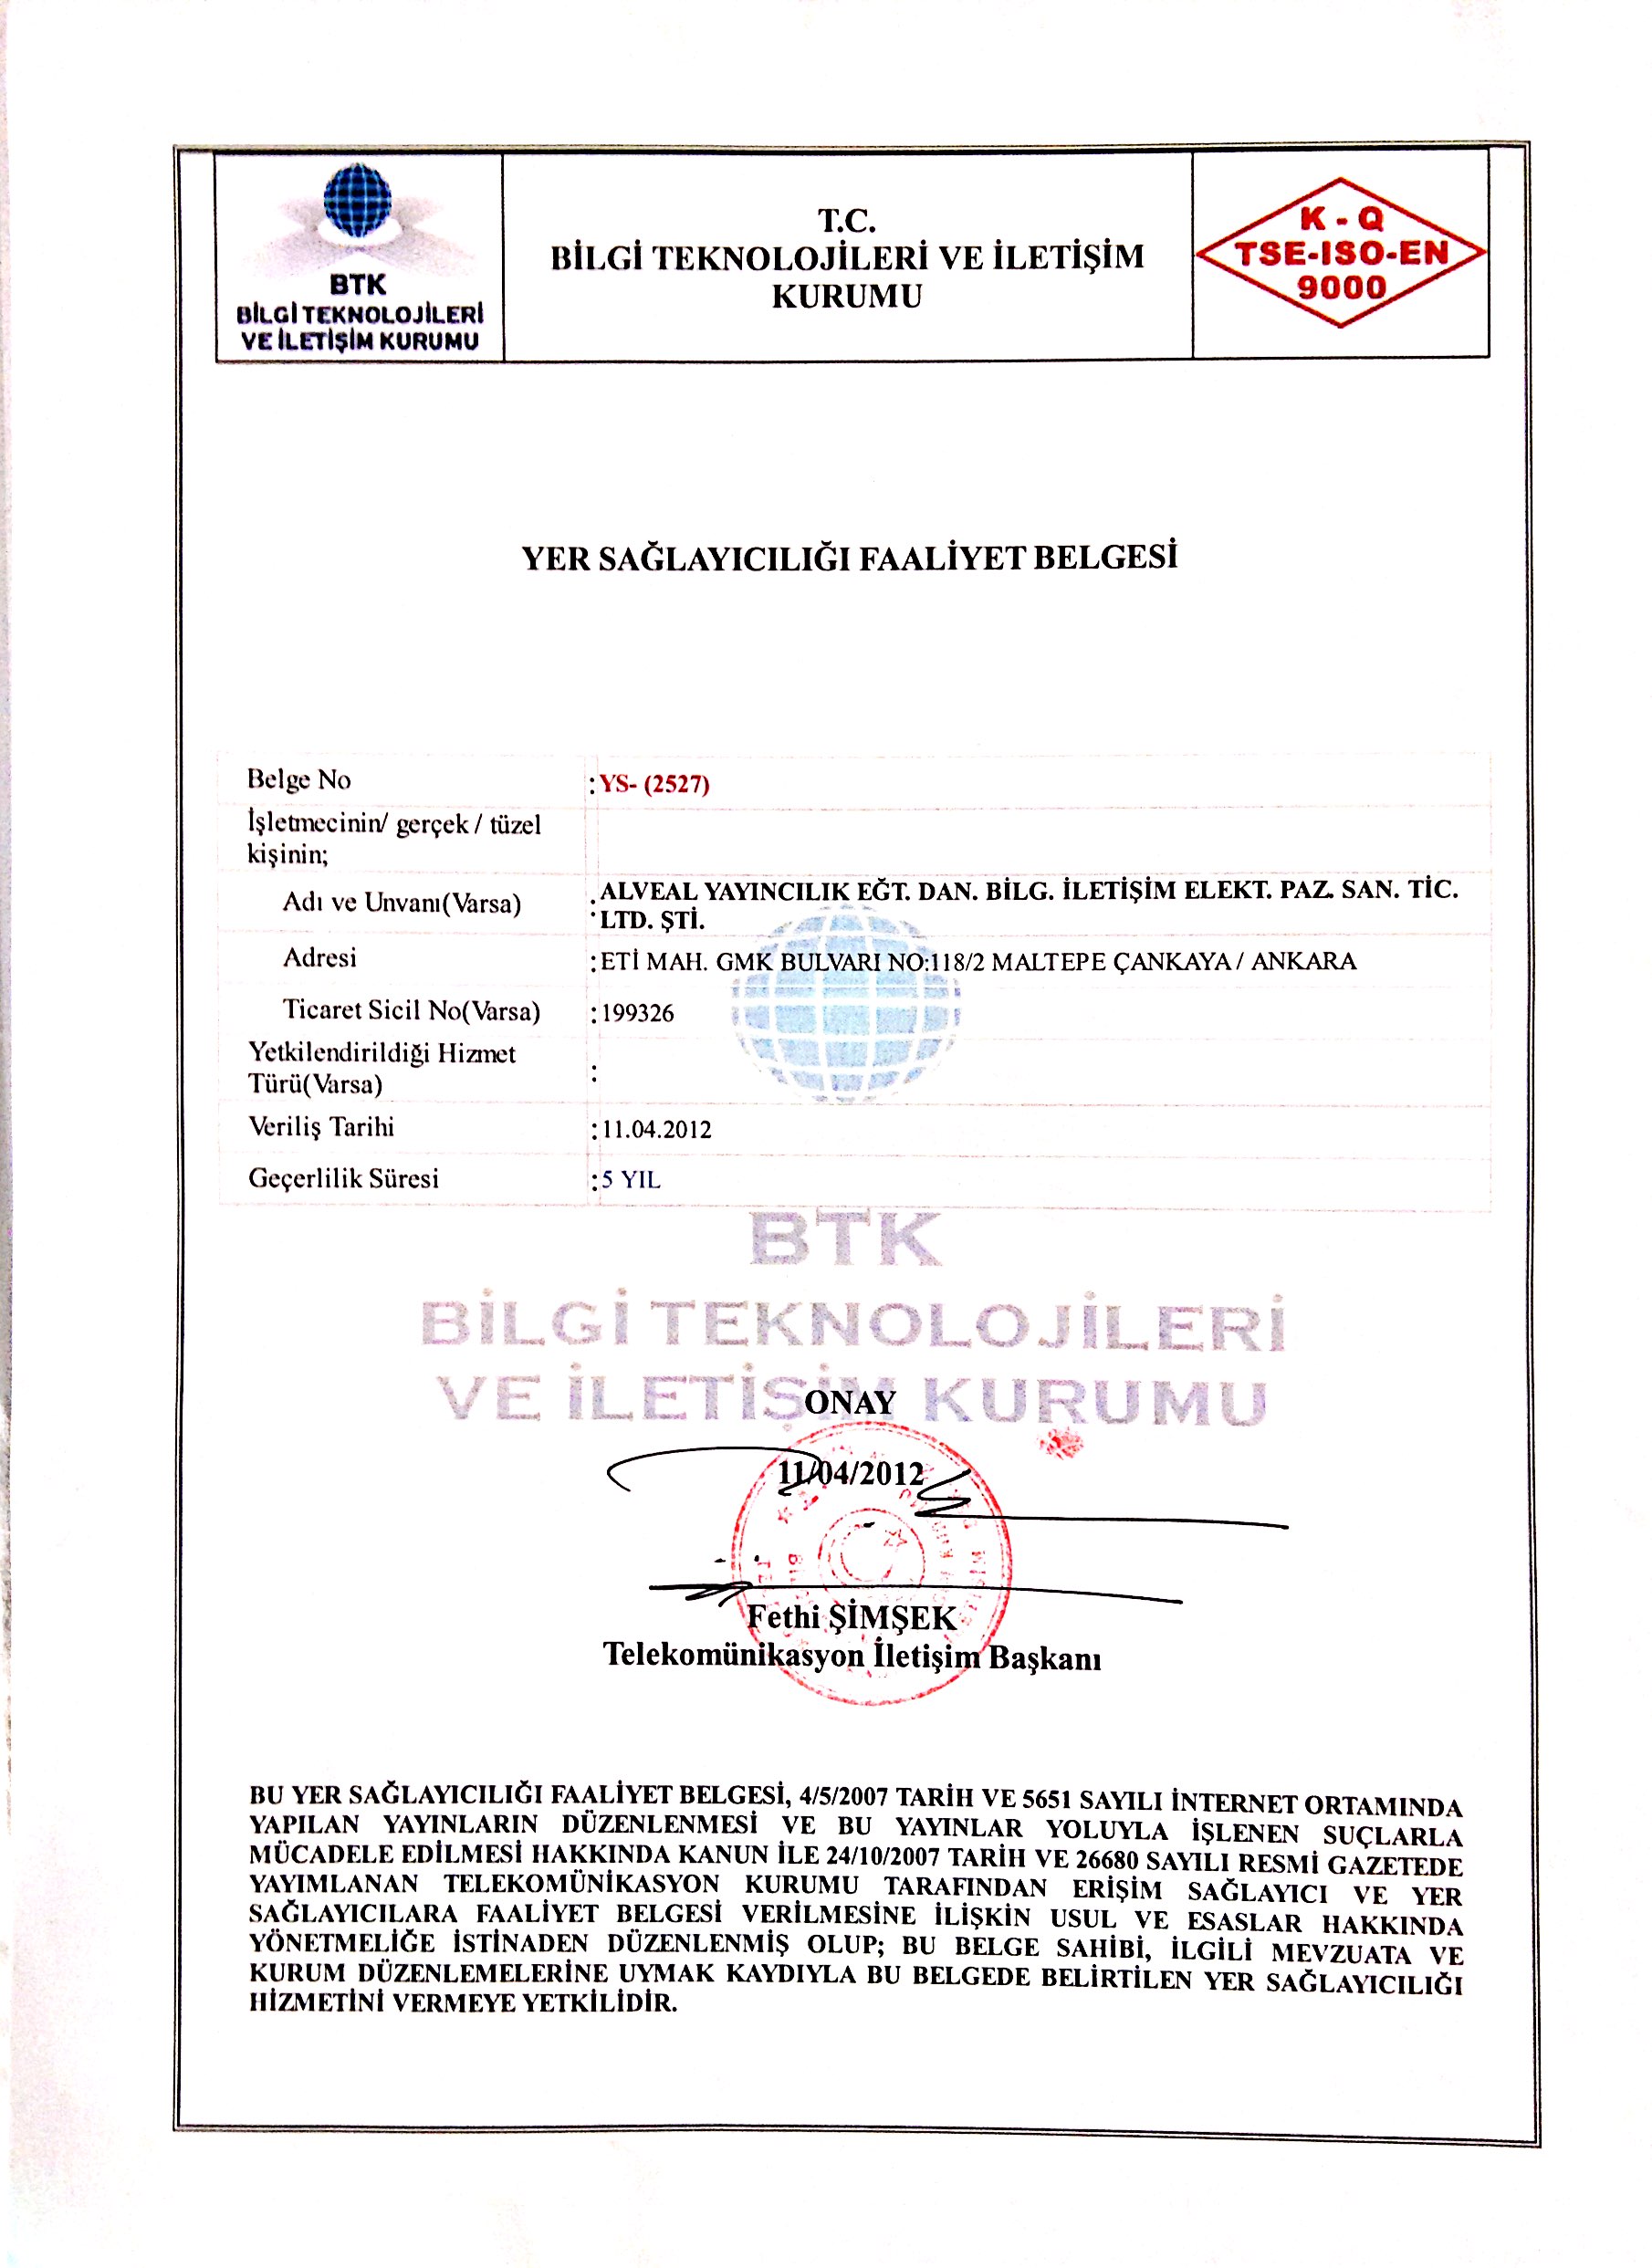 BTK
BİLGİ TEKNOLOJİLERİ
VE İLETİŞİM KURUMU
T.C.
BİLGİ TEKNOLOJİLERİ VE İLETİŞİM
KURUMU
K - Q
TSE-ISO-EN
9000
YER SAĞLAYICILIĞI FAALİYET BELGESİ
Belge No :YS- (2527)
İşletmecinin/ gerçek / tüzel
kişinin;
Adı ve Unvanı(Varsa) : ALVEAL YAYINCILIK EĞT. DAN. BİLG. İLETİŞİM ELEKT. PAZ. SAN. TİC.
LTD. ŞTİ.
Adresi :ETİ MAH. GMK BULVARI NO:118/2 MALTEPE ÇANKAYA / ANKARA
Ticaret Sicil No(Varsa) :199326
Yetkilendirildiği Hizmet
Türü(Varsa) :
Veriliş Tarihi :11.04.2012
Geçerlilik Süresi :5 YIL
BTK
BİLGİ TEKNOLOJİLERİ
VE İLETİŞİM KURUMU
ONAY
11/04/2012
Fethi ŞİMŞEK
Telekomünikasyon İletişim Başkanı
BU YER SAĞLAYICILIĞI FAALİYET BELGESİ, 4/5/2007 TARİH VE 5651 SAYILI İNTERNET ORTAMINDA
YAPILAN YAYINLARIN DÜZENLENMESİ VE BU YAYINLAR YOLUYLA İŞLENEN SUÇLARLA
MÜCADELE EDİLMESİ HAKKINDA KANUN İLE 24/10/2007 TARİH VE 26680 SAYILI RESMİ GAZETEDE
YAYIMLANAN TELEKOMÜNİKASYON KURUMU TARAFINDAN ERİŞİM SAĞLAYICI VE YER
SAĞLAYICILARA FAALİYET BELGESİ VERİLMESİNE İLİŞKİN USUL VE ESASLAR HAKKINDA
YÖNETMELİĞE İSTİNADEN DÜZENLENMİŞ OLUP; BU BELGE SAHİBİ, İLGİLİ MEVZUATA VE
KURUM DÜZENLEMELERİNE UYMAK KAYDIYLA BU BELGEDE BELİRTİLEN YER SAĞLAYICILIĞI
HİZMETİNİ VERMEYE YETKİLİDİR.